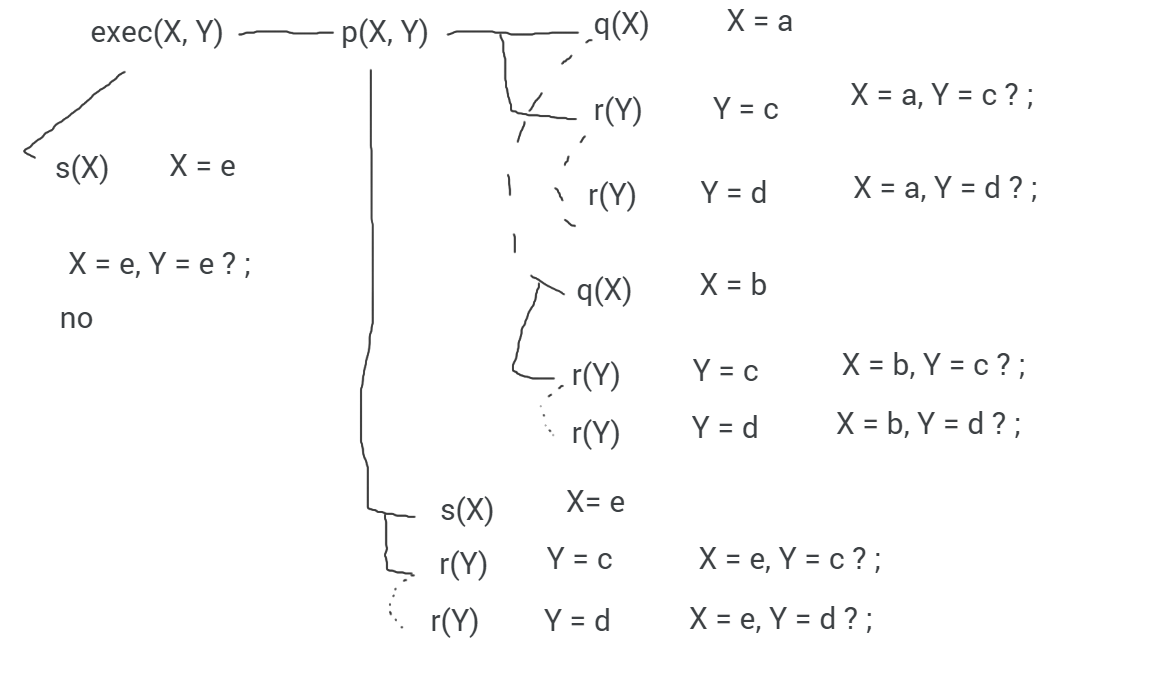 exec(X, Y) p(X, Y) q(X) X = a
r(Y) Y = c X = a, Y = c ? ;
s(X) X = e
r(Y) Y = d X = a, Y = d ? ;
X = e, Y = e ? ;
q(X) X = b
no
r(Y) Y = c X = b, Y = c ? ;
r(Y) Y = d X = b, Y = d ? ;
s(X) X= e
r(Y) Y = c X = e, Y = c ? ;
r(Y) Y = d X = e, Y = d ? ;